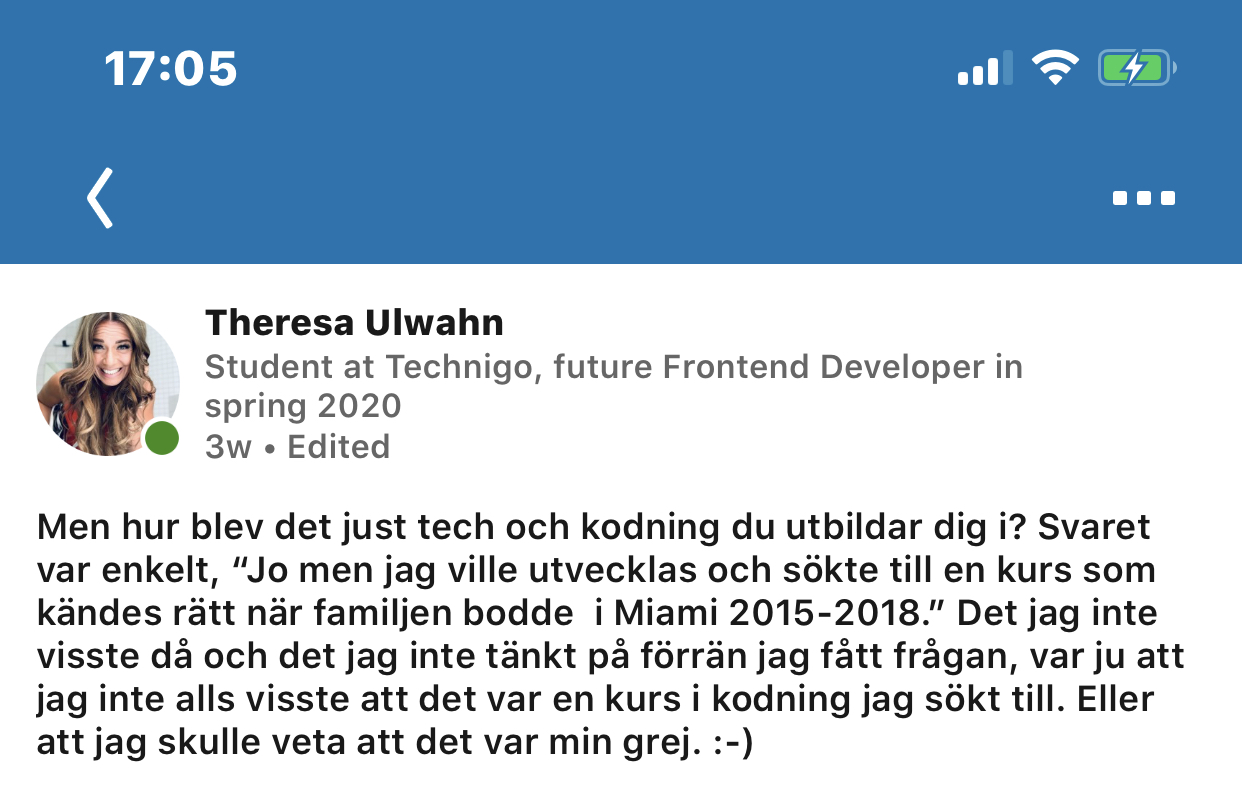 17:05
Theresa Ulwahn
Student at Technigo, future Frontend Developer in
spring 2020
3w • Edited
Men hur blev det just tech och kodning du utbildar dig i? Svaret
var enkelt, “Jo men jag ville utvecklas och sökte till en kurs som
kändes rätt när familjen bodde  i Miami 2015-2018.” Det jag inte
visste då och det jag inte tänkt på förrän jag fått frågan, var ju att
jag inte alls visste att det var en kurs i kodning jag sökt till. Eller
att jag skulle veta att det var min grej. :-)